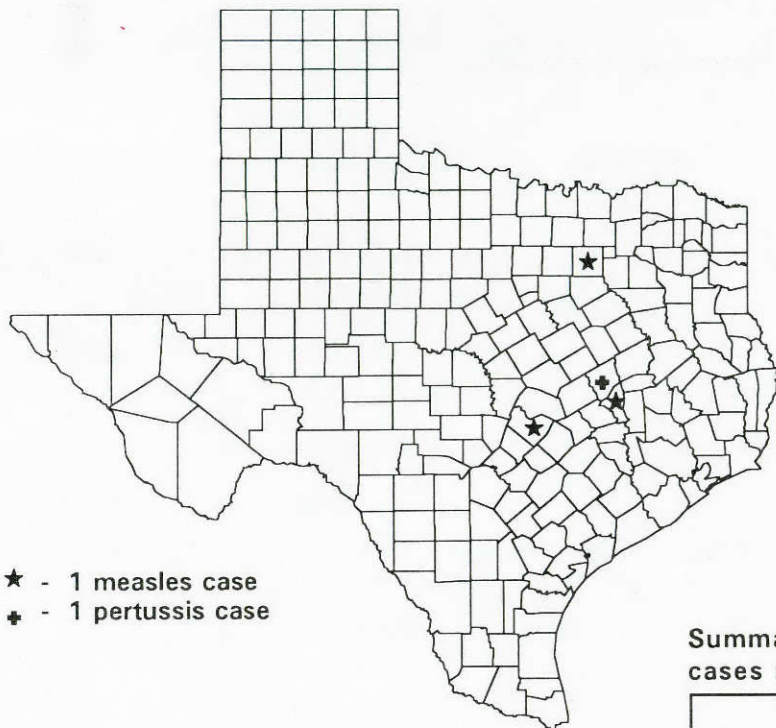 ★ - 1 measles case
✚ - 1 pertussis case
Summa
cases